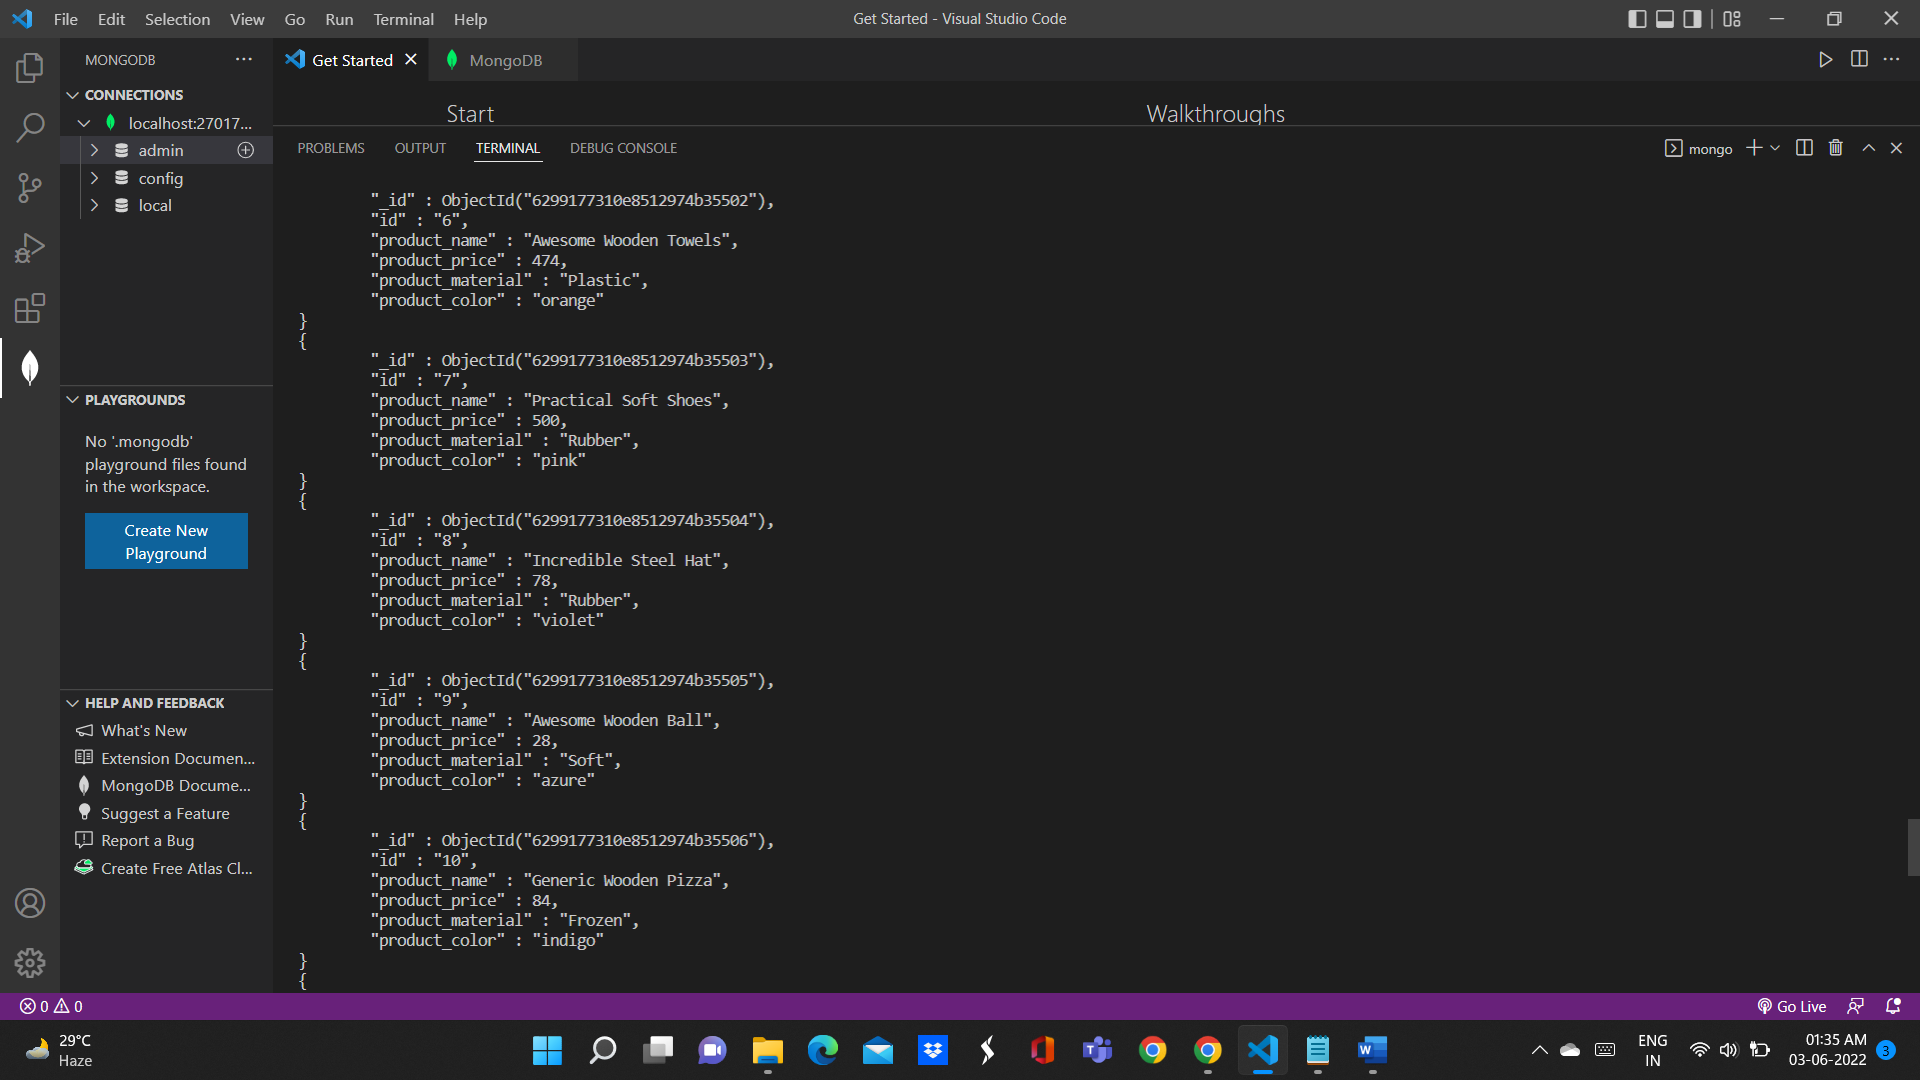 File Edit Selection View Go Run Terminal Help
Get Started - Visual Studio Code
MONGODB
Get Started
MongoDB
CONNECTIONS
localhost:27017...
admin
config
local
PLAYGROUNDS
No '.mongodb'
playground files found
in the workspace.
Create New
Playground
HELP AND FEEDBACK
What's New
Extension Documen...
MongoDB Docume...
Suggest a Feature
Report a Bug
Create Free Atlas Cl...
Start
Walkthroughs
PROBLEMS OUTPUT TERMINAL DEBUG CONSOLE
mongo
"_id" : ObjectId("6299177310e8512974b35502"),
"id" : "6",
"product_name" : "Awesome Wooden Towels",
"product_price" : 474,
"product_material" : "Plastic",
"product_color" : "orange"
}
{
"_id" : ObjectId("6299177310e8512974b35503"),
"id" : "7",
"product_name" : "Practical Soft Shoes",
"product_price" : 500,
"product_material" : "Rubber",
"product_color" : "pink"
}
{
"_id" : ObjectId("6299177310e8512974b35504"),
"id" : "8",
"product_name" : "Incredible Steel Hat",
"product_price" : 78,
"product_material" : "Rubber",
"product_color" : "violet"
}
{
"_id" : ObjectId("6299177310e8512974b35505"),
"id" : "9",
"product_name" : "Awesome Wooden Ball",
"product_price" : 28,
"product_material" : "Soft",
"product_color" : "azure"
}
{
"_id" : ObjectId("6299177310e8512974b35506"),
"id" : "10",
"product_name" : "Generic Wooden Pizza",
"product_price" : 84,
"product_material" : "Frozen",
"product_color" : "indigo"
}
{
0 0
Go Live
29°C
Haze
ENG
IN
01:35 AM
03-06-2022
3